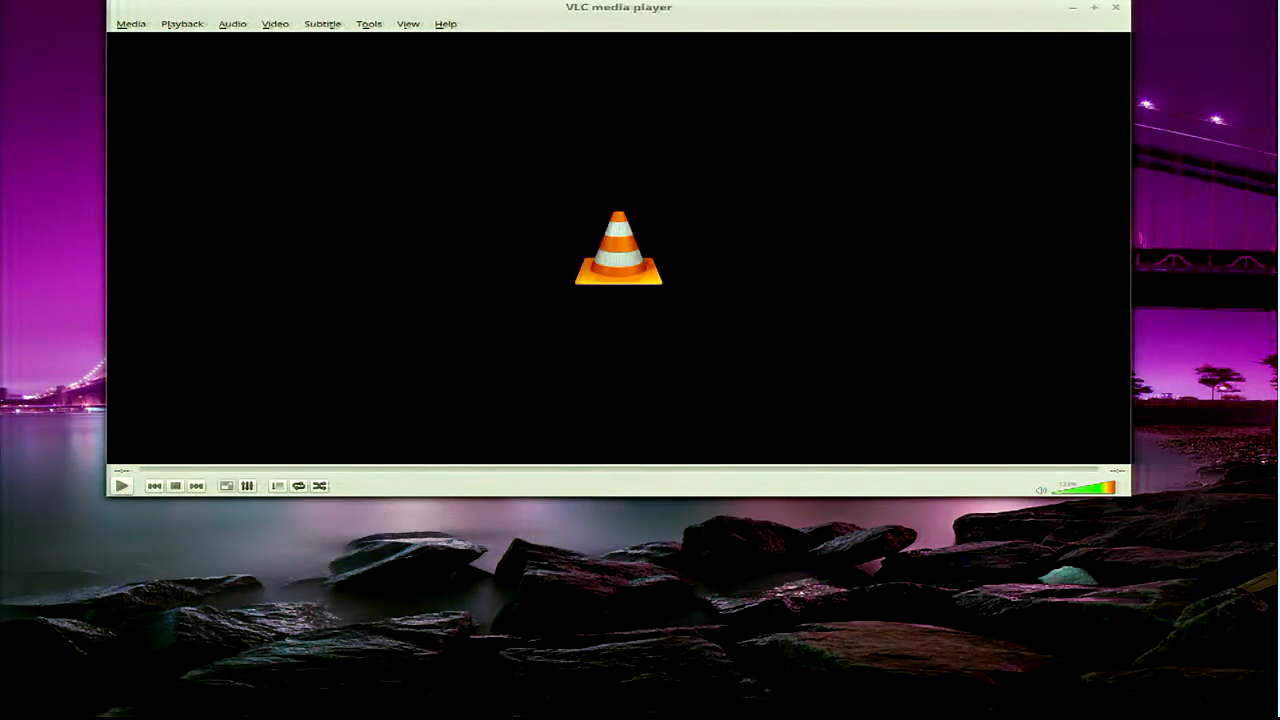 VLC media player
Media Playback Audio Video Subtitle Tools View Help
--:-- --:--